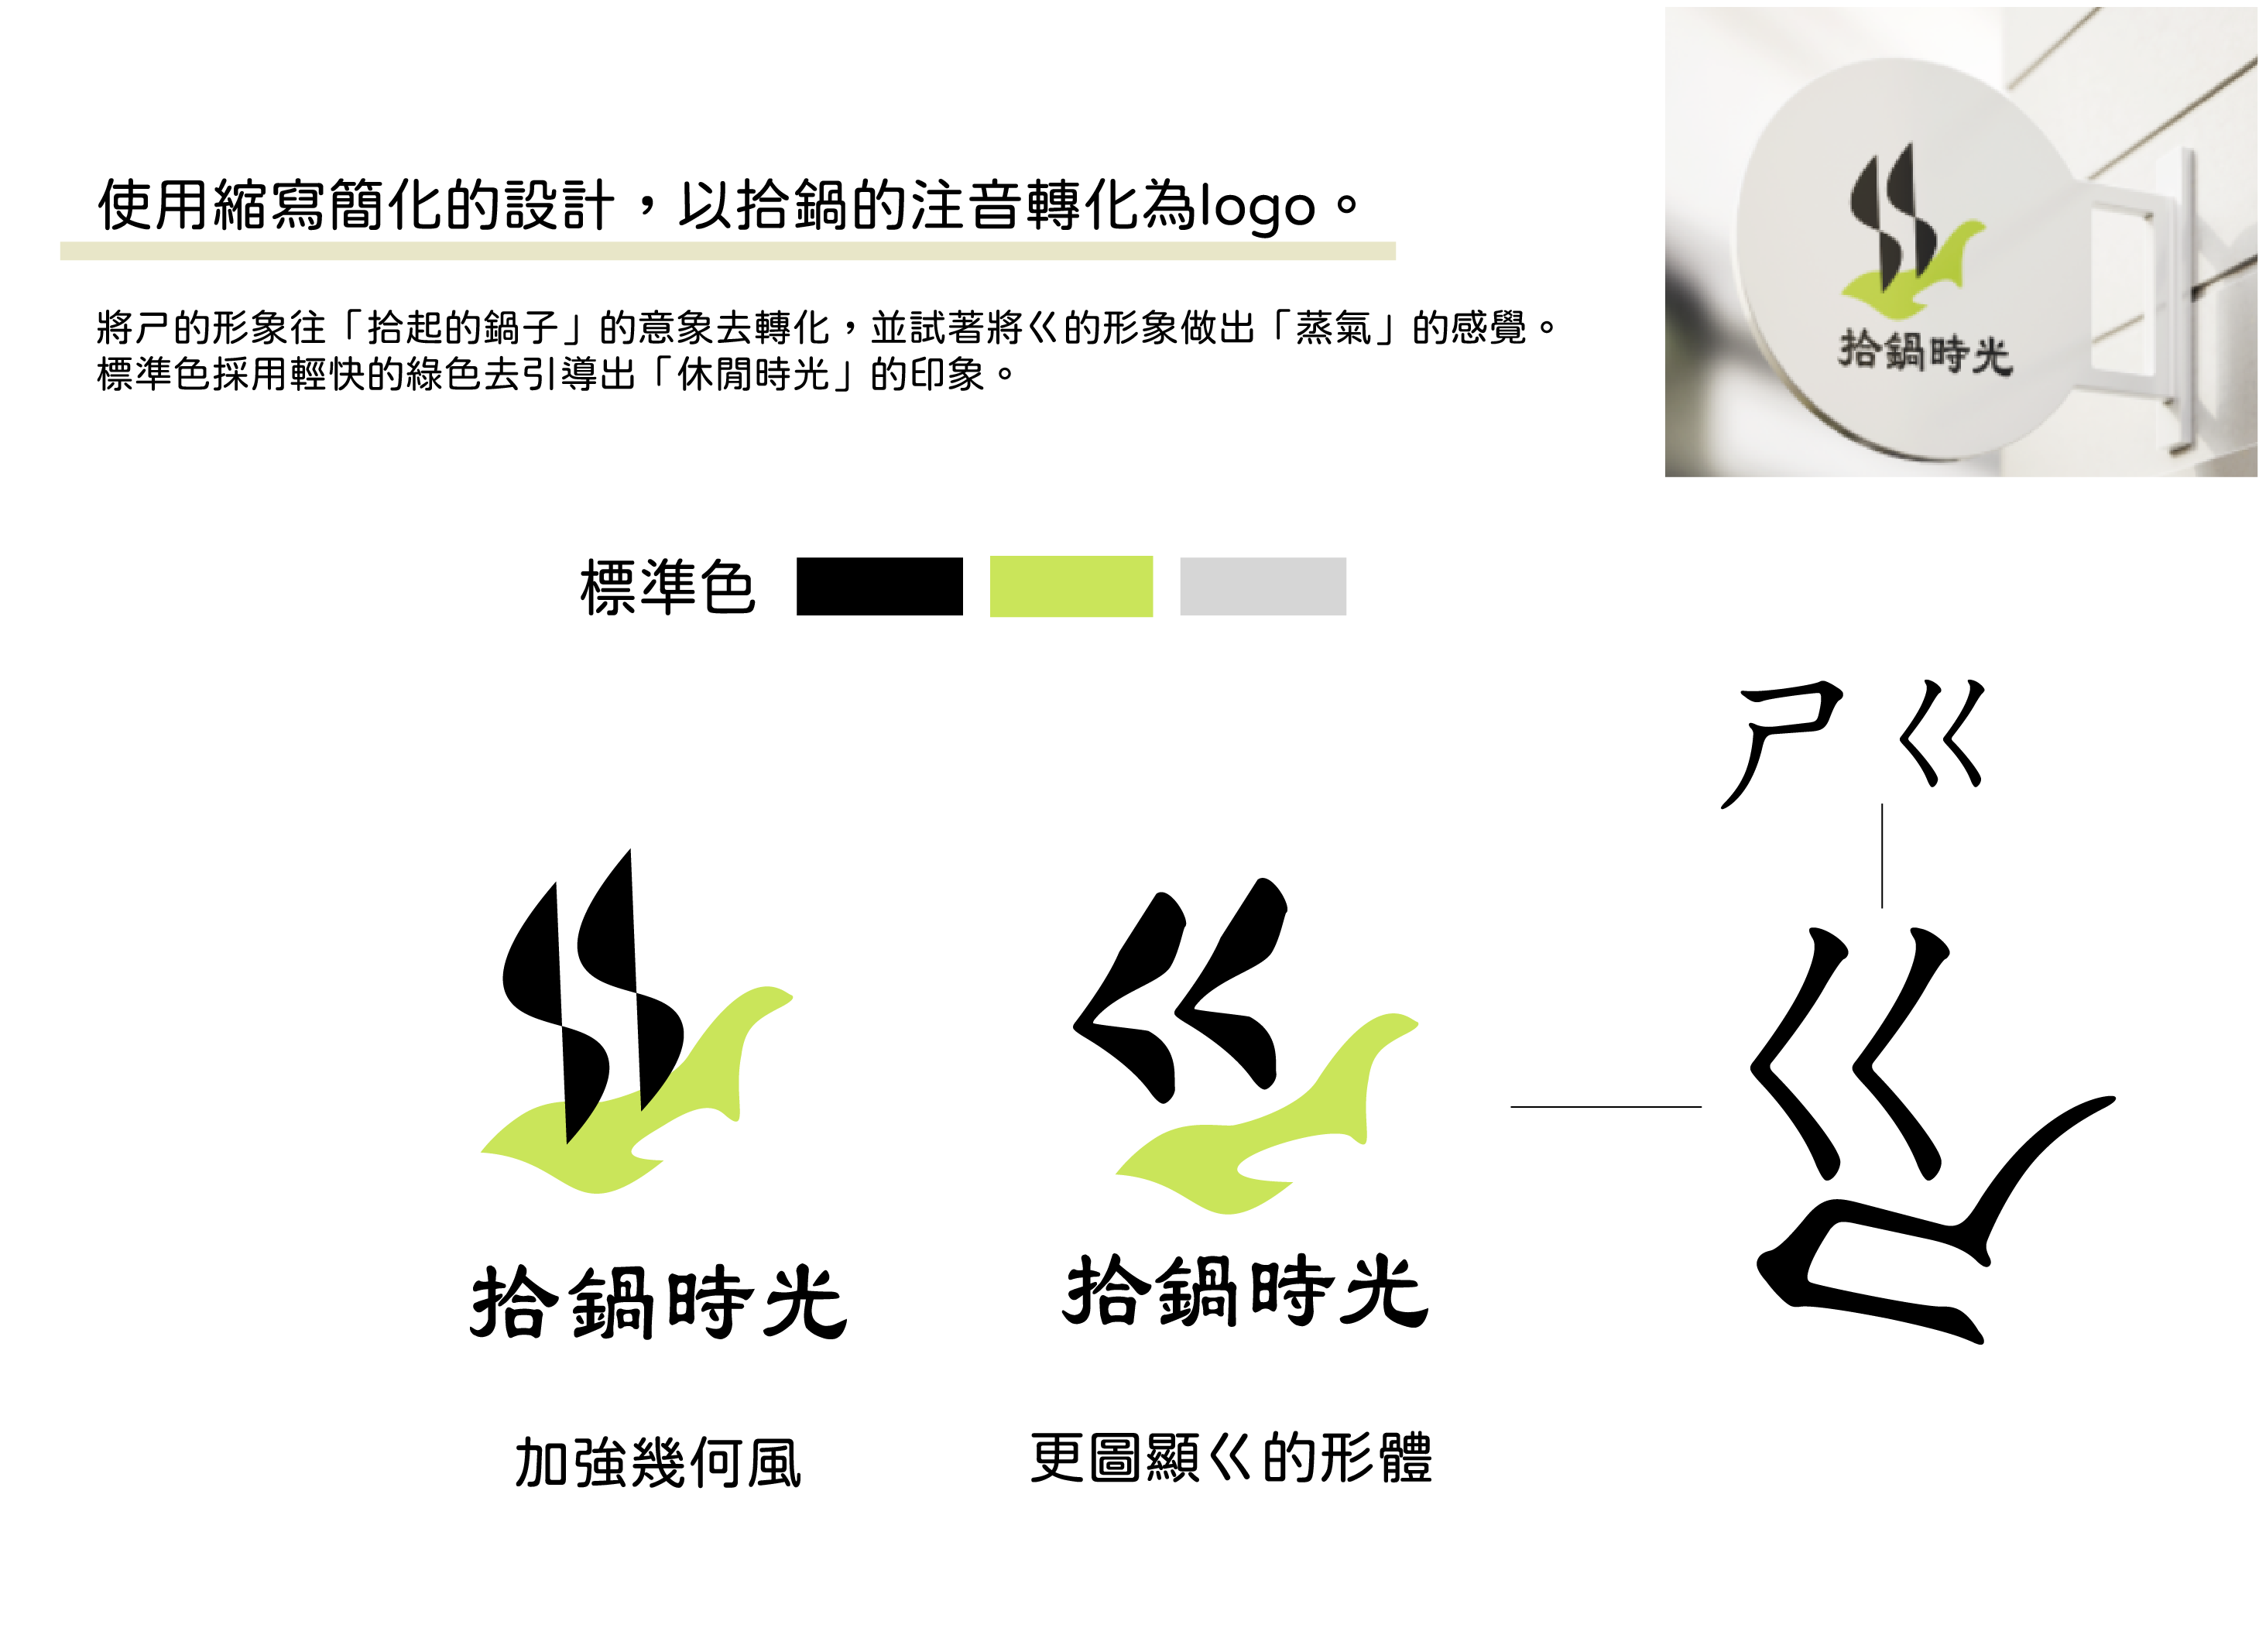 使用縮寫簡化的設計，以拾鍋的注音轉化為logo。
將ㄕ的形象往「拾起的鍋子」的意象去轉化，並試著將ㄍ的形象做出「蒸氣」的感覺。
標準色採用輕快的綠色去引導出「休閒時光」的印象。
拾鍋時光
標準色
ㄕㄍ
拾鍋時光
拾鍋時光
加強幾何風
更圖顯ㄍ的形體